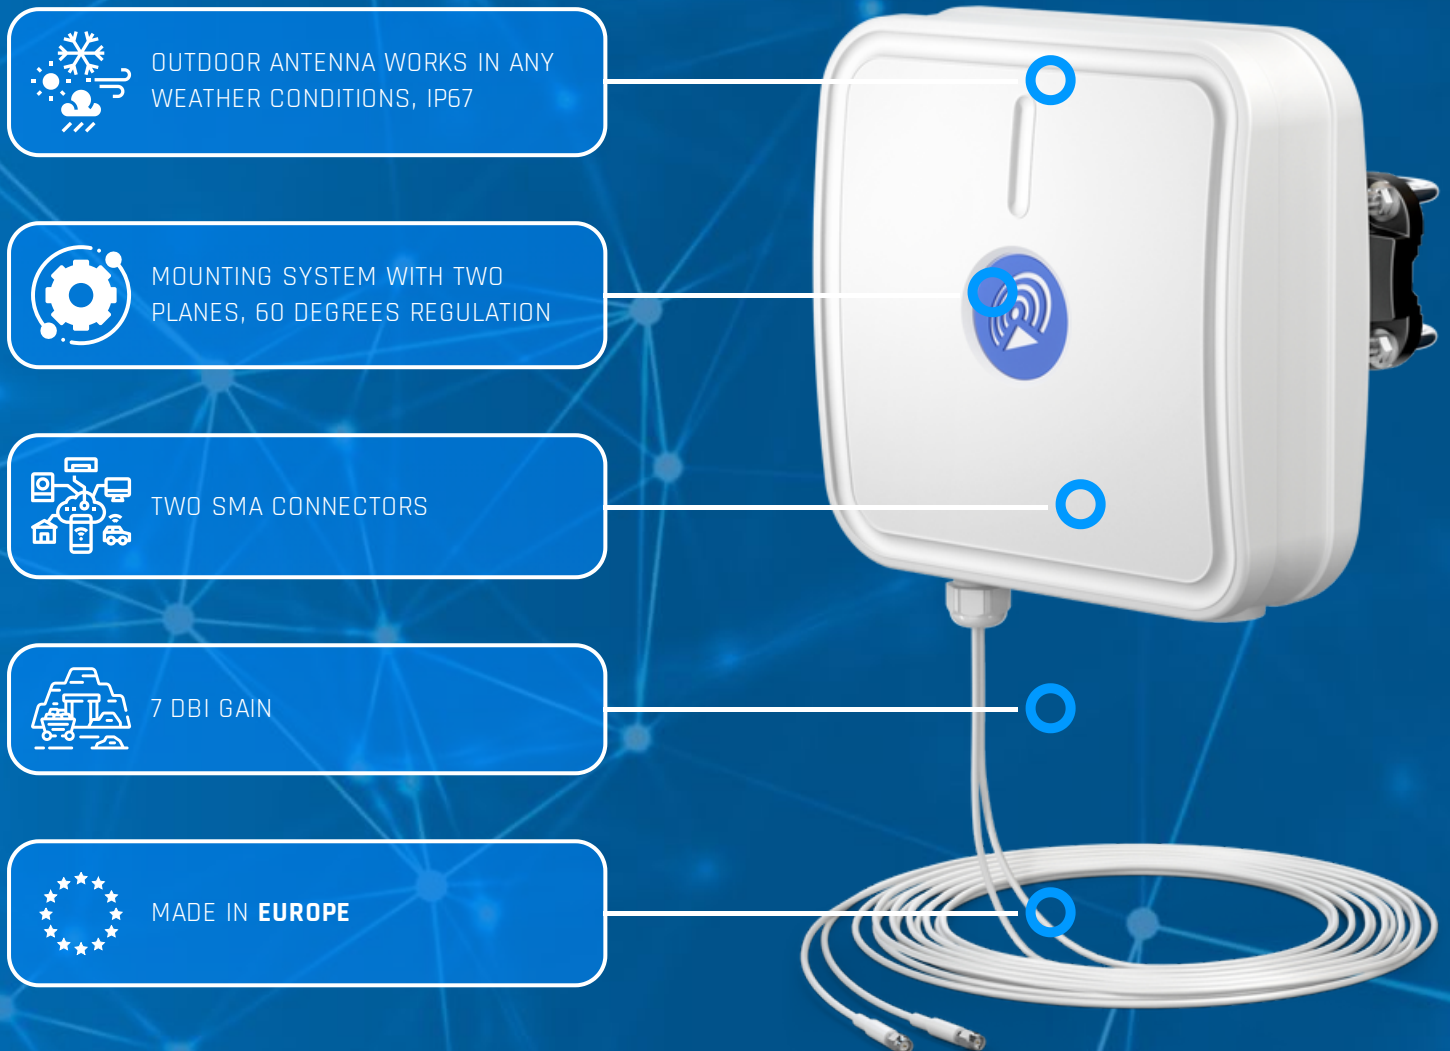 OUTDOOR ANTENNA WORKS IN ANY
WEATHER CONDITIONS, IP67
MOUNTING SYSTEM WITH TWO
PLANES, 60 DEGREES REGULATION
TWO SMA CONNECTORS
7 DBI GAIN
MADE IN EUROPE